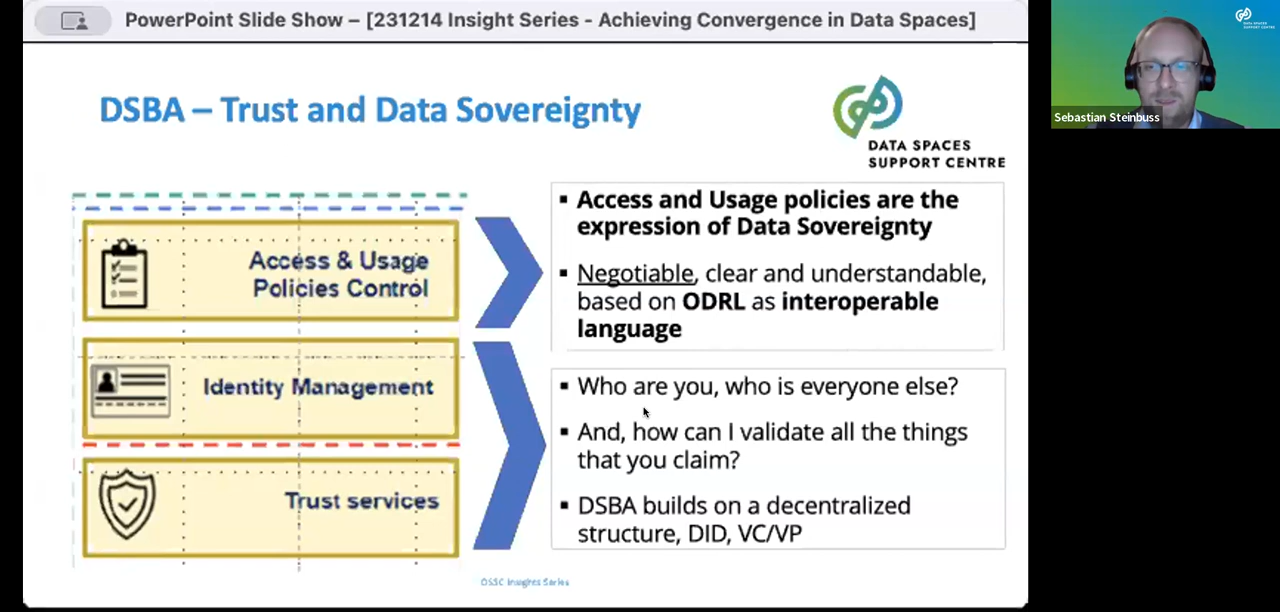 PowerPoint Slide Show – [231214 Insight Series - Achieving Convergence in Data Spaces]
DSBA – Trust and Data Sovereignty
DATA SPACES
SUPPORT CENTRE
Access & Usage
Policies Control
▪ Access and Usage policies are the
expression of Data Sovereignty
▪ Negotiable, clear and understandable,
based on ODRL as interoperable
language
Identity Management
Trust services
▪ Who are you, who is everyone else?
▪ And, how can I validate all the things
that you claim?
▪ DSBA builds on a decentralized
structure, DID, VC/VP
DSSC Insights Series
DATA SPACES
SUPPORT CENTRE
Sebastian Steinbuss